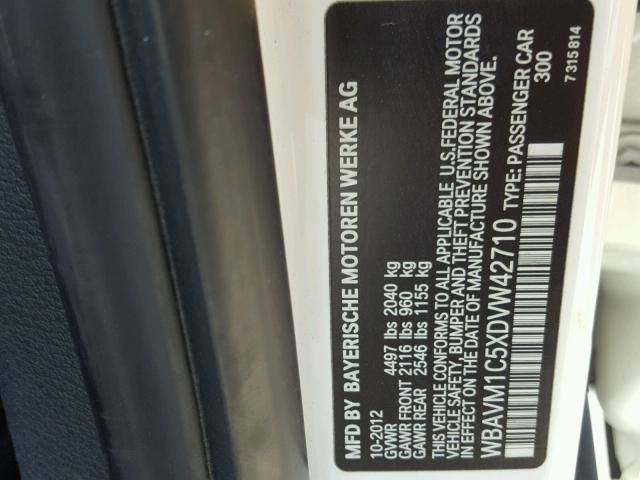 MFD BY BAYERISCHE MOTOREN WERKE AG
10-2012
GVWR 4497 lbs 2040 kg
GAWR FRONT 2116 lbs 960 kg
GAWR REAR 2546 lbs 1155 kg
THIS VEHICLE CONFORMS TO ALL APPLICABLE U.S.FEDERAL MOTOR
VEHICLE SAFETY, BUMPER AND THEFT PREVENTION STANDARDS
IN EFFECT ON THE DATE OF MANUFACTURE SHOWN ABOVE.
WBAVM1C5XDVW42710 TYPE: PASSENGER CAR
300
7 315 814